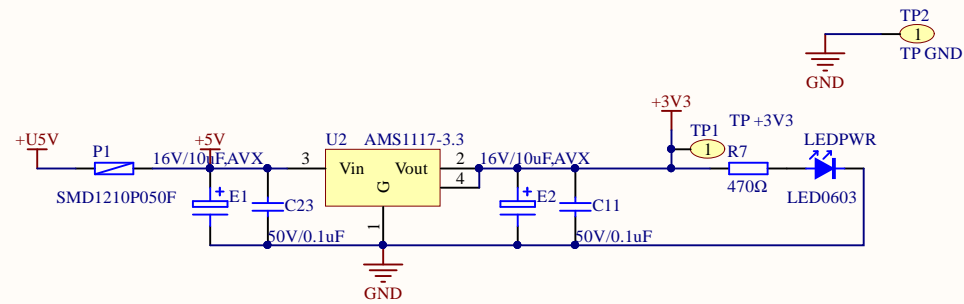 TP2
1
TP GND
GND
+3V3
TP1
1
TP +3V3
LEDPWR
+U5V
P1
+5V
U2
AMS1117-3.3
R7
16V/10uF,AVX
3
Vin
Vout
G
2
4
16V/10uF,AVX
470Ω
SMD1210P050F
E1
C23
E2
C11
LED0603
1
50V/0.1uF
50V/0.1uF
GND